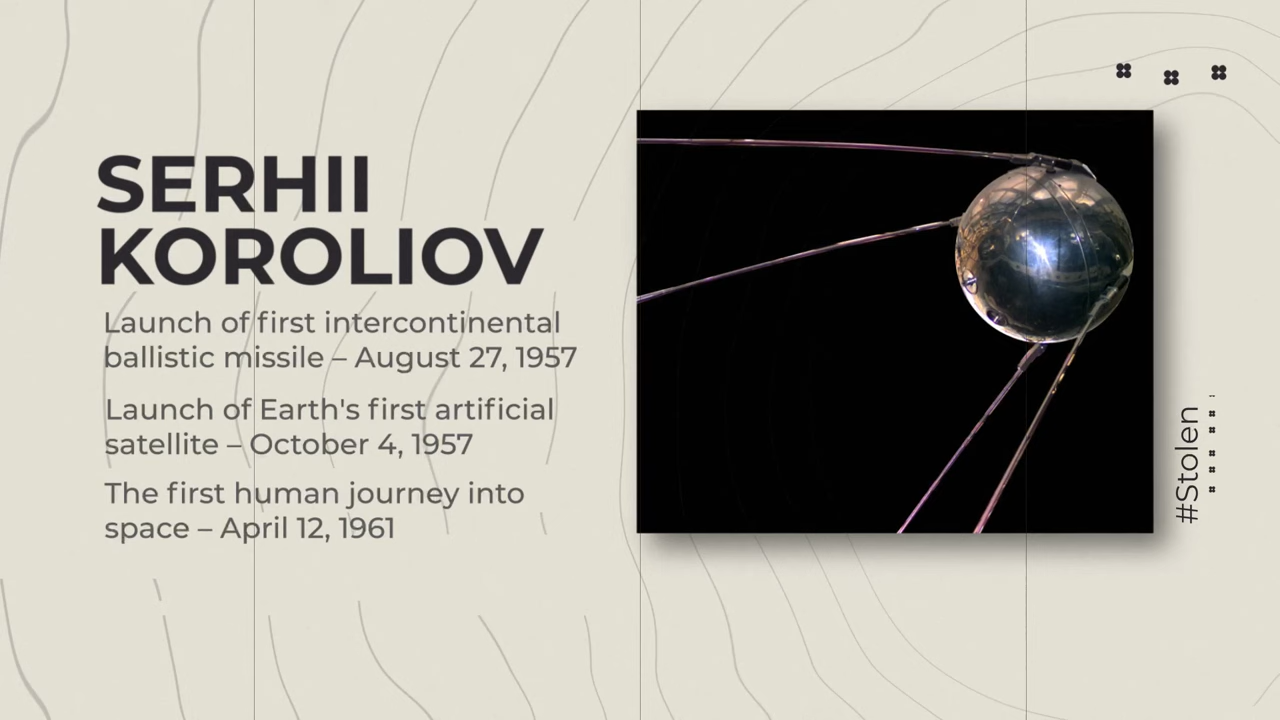 SERHII
KOROLIOV
Launch of first intercontinental
ballistic missile – August 27, 1957
Launch of Earth's first artificial
satellite – October 4, 1957
The first human journey into
space – April 12, 1961
#Stolen